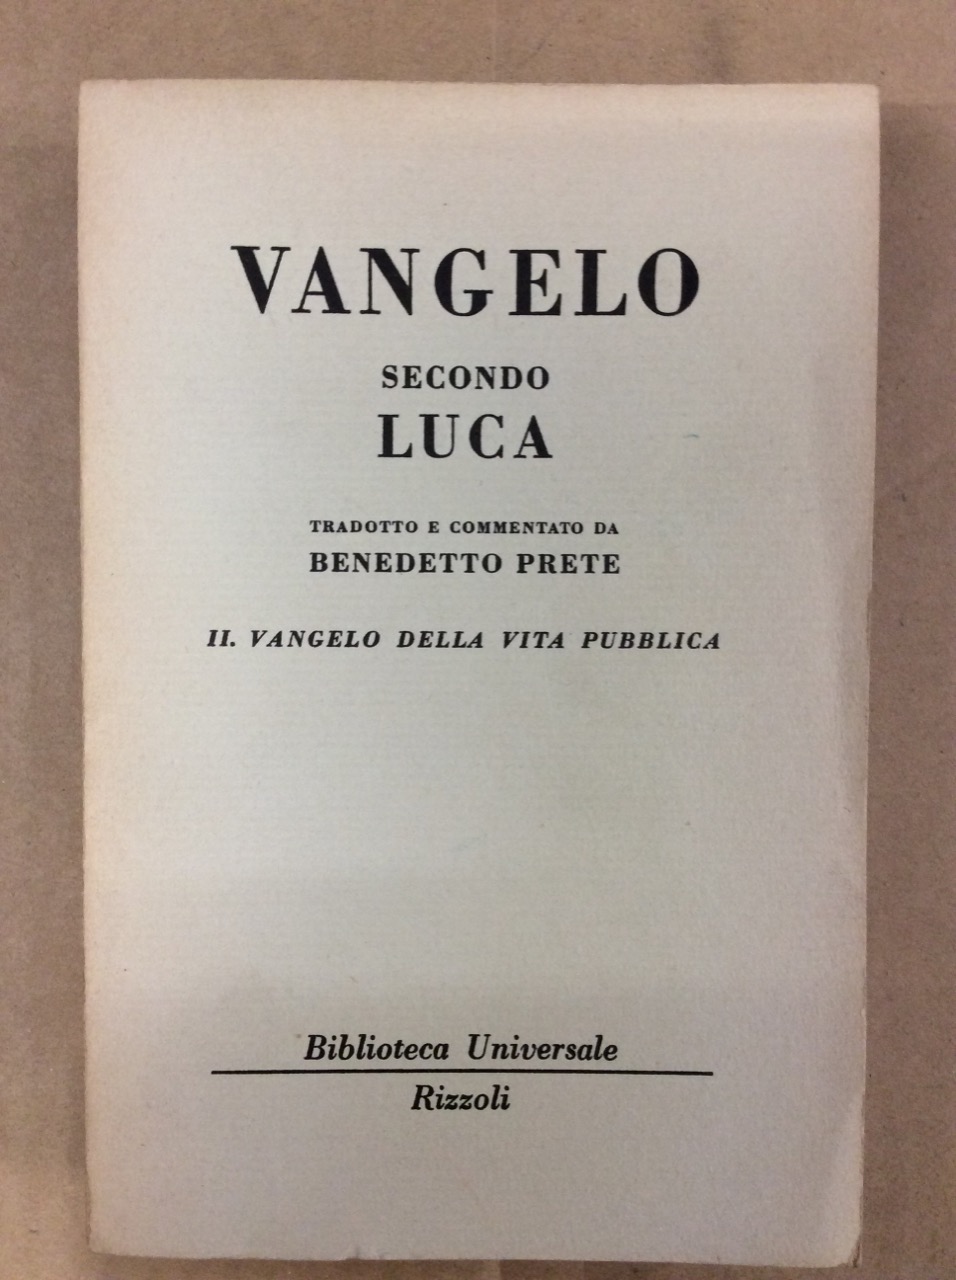 VANGELO
SECONDO
LUCA
TRADOTTO E COMMENTATO DA
BENEDETTO PRETE
II. VANGELO DELLA VITA PUBBLICA
Biblioteca Universale
Rizzoli